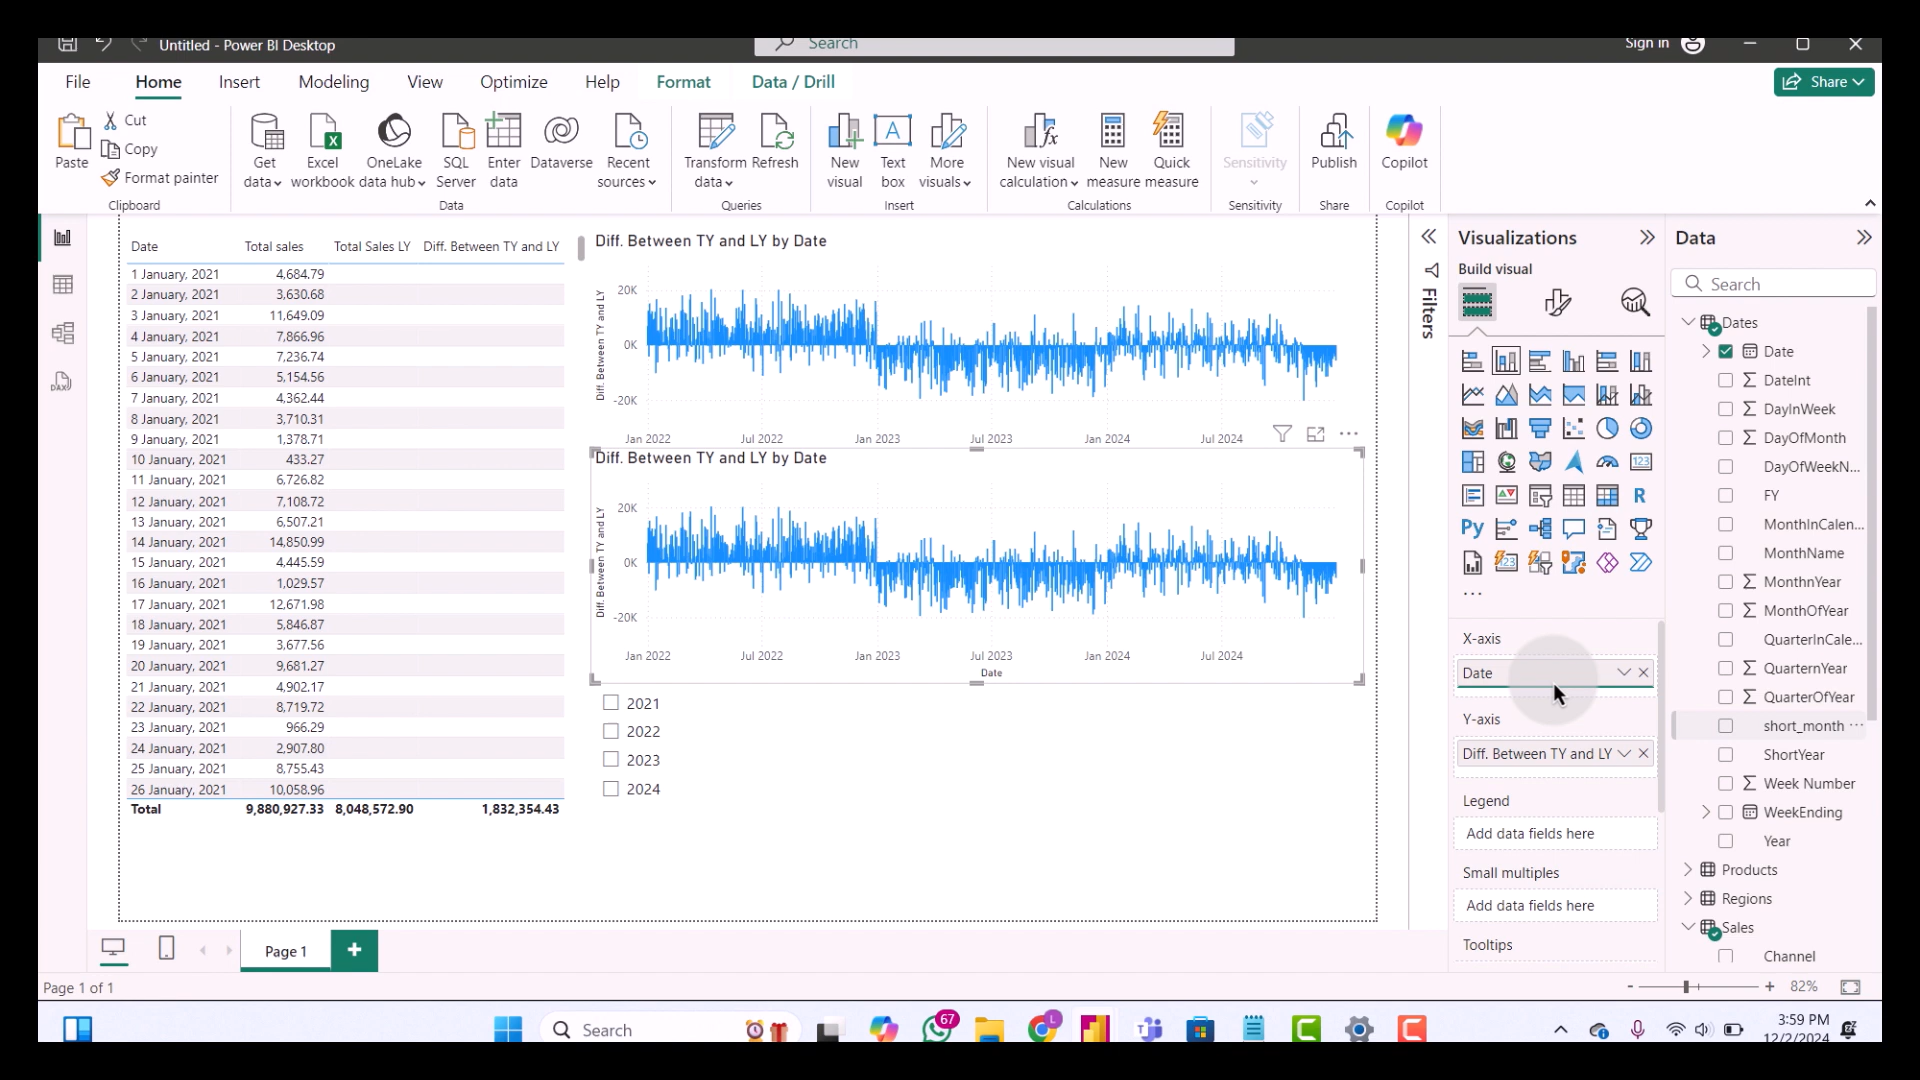 Untitled - Power BI Desktop
Search
Sign in
File
Home
Insert
Modeling
View
Optimize
Help
Format
Data / Drill
Share
Paste
Cut
Copy
Format painter
Clipboard
Get data
Excel workbook
OneLake data hub
SQL Server
Enter data
Dataverse
Recent sources
Data
Transform data
Refresh
Queries
New visual
Text box
More visuals
Insert
New visual calculation
New measure
Quick measure
Calculations
Sensitivity
Sensitivity
Publish
Share
Copilot
Copilot
Date Total sales Total Sales LY Diff. Between TY and LY
1 January, 2021 4,684.79
2 January, 2021 3,630.68
3 January, 2021 11,649.09
4 January, 2021 7,866.96
5 January, 2021 7,236.74
6 January, 2021 5,154.56
7 January, 2021 4,362.44
8 January, 2021 3,710.31
9 January, 2021 1,378.71
10 January, 2021 433.27
11 January, 2021 6,726.82
12 January, 2021 7,108.72
13 January, 2021 6,507.21
14 January, 2021 14,850.99
15 January, 2021 4,445.59
16 January, 2021 1,029.57
17 January, 2021 12,671.98
18 January, 2021 5,846.87
19 January, 2021 3,677.56
20 January, 2021 9,681.27
21 January, 2021 4,902.17
22 January, 2021 8,719.72
23 January, 2021 966.29
24 January, 2021 2,907.80
25 January, 2021 8,755.43
26 January, 2021 10,058.96
Total 9,880,927.33 8,048,572.90 1,832,354.43
Diff. Between TY and LY by Date
Diff. Between TY and LY
20K
0K
-20K
Jan 2022 Jul 2022 Jan 2023 Jul 2023 Jan 2024 Jul 2024
Diff. Between TY and LY by Date
Diff. Between TY and LY
20K
0K
-20K
Jan 2022 Jul 2022 Jan 2023 Jul 2023 Jan 2024 Jul 2024
Date
2021
2022
2023
2024
Filters
Visualizations
Build visual
123
R
Py
123
X-axis
Date
Y-axis
Diff. Between TY and LY
Legend
Add data fields here
Small multiples
Add data fields here
Tooltips
Data
Search
Dates
Date
DateInt
DayInWeek
DayOfMonth
DayOfWeekN...
FY
MonthInCalen...
MonthName
MonthnYear
MonthOfYear
QuarterInCale...
QuarternYear
QuarterOfYear
short_month
ShortYear
Week Number
WeekEnding
Year
Products
Regions
Sales
Channel
DAX
Page 1
Page 1 of 1
- + 82%
Search
67
L
3:59 PM
12/2/2024